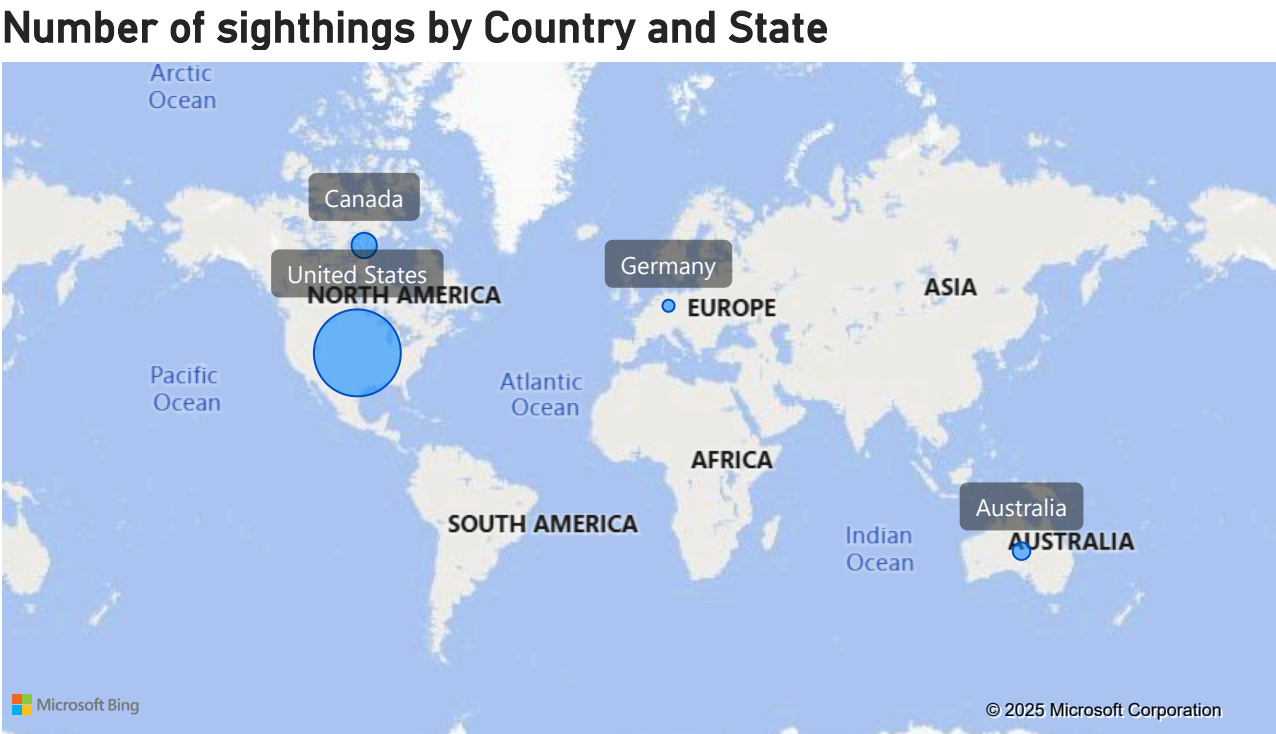 Number of sighthings by Country and State
Arctic
Ocean
Canada
United States
NORTH AMERICA
Germany
EUROPE
ASIA
Pacific
Ocean
Atlantic
Ocean
AFRICA
SOUTH AMERICA
Australia
AUSTRALIA
Indian
Ocean
Microsoft Bing
© 2025 Microsoft Corporation